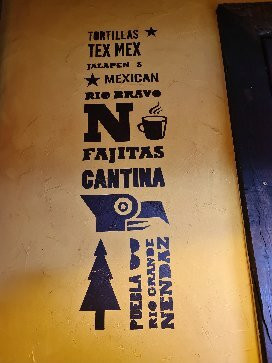 TORTILLAS
TEX MEX
JALAPEN S
MEXICAN
RIO BRAVO
N
FAJITAS
CANTINA
PUEBLA
RIO GRANDE
NENDAZ